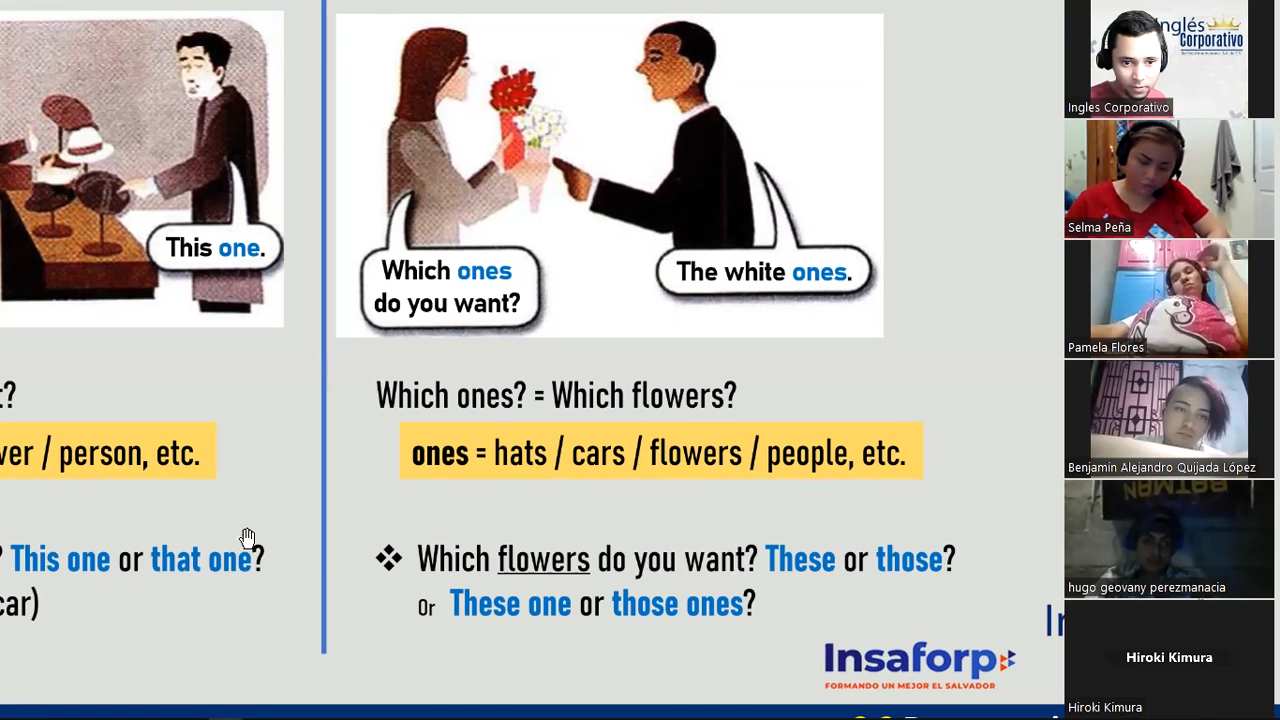 This one.
Which ones
do you want?
The white ones.
t?
ver / person, etc.
? This one or that one?
car)
Which ones? = Which flowers?
ones = hats / cars / flowers / people, etc.
❖ Which flowers do you want? These or those?
Or These one or those ones?
Insaforp
FORMANDO UN MEJOR EL SALVADOR
In
Inglés
Corporativo
Ingles Corporativo
Selma Peña
Pamela Flores
Benjamin Alejandro Quijada López
BATMAN
hugo geovany perezmanacia
Hiroki Kimura
Hiroki Kimura